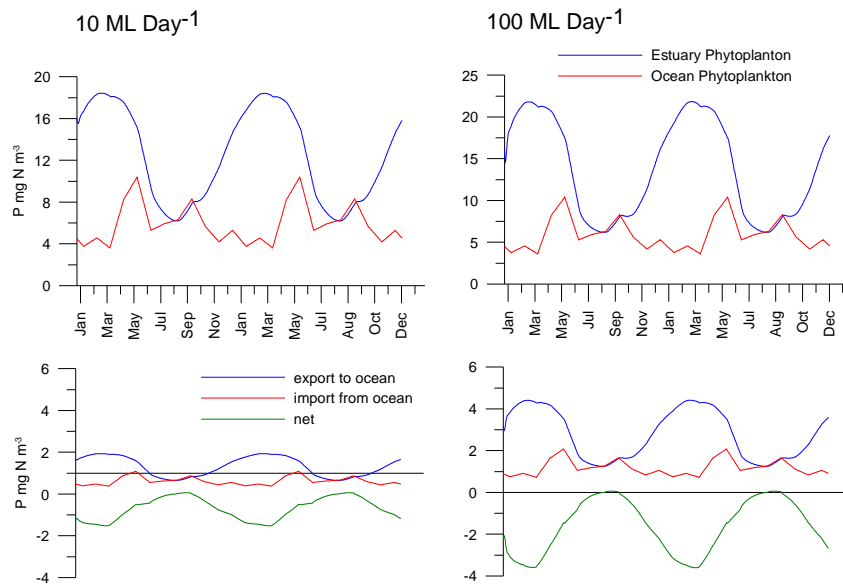 10 ML Day-1
100 ML Day-1
Estuary Phytoplanton
Ocean Phytoplankton
P mg N m-3
20
16
12
8
4
0
Jan
Mar
May
Jul
Sep
Nov
Jan
Mar
May
Jul
Aug
Oct
Dec
25
20
15
10
5
0
Jan
Mar
May
Jul
Sep
Nov
Jan
Mar
May
Jul
Aug
Oct
Dec
export to ocean
import from ocean
net
P mg N m-3
6
4
2
0
-2
-4
6
4
2
0
-2
-4